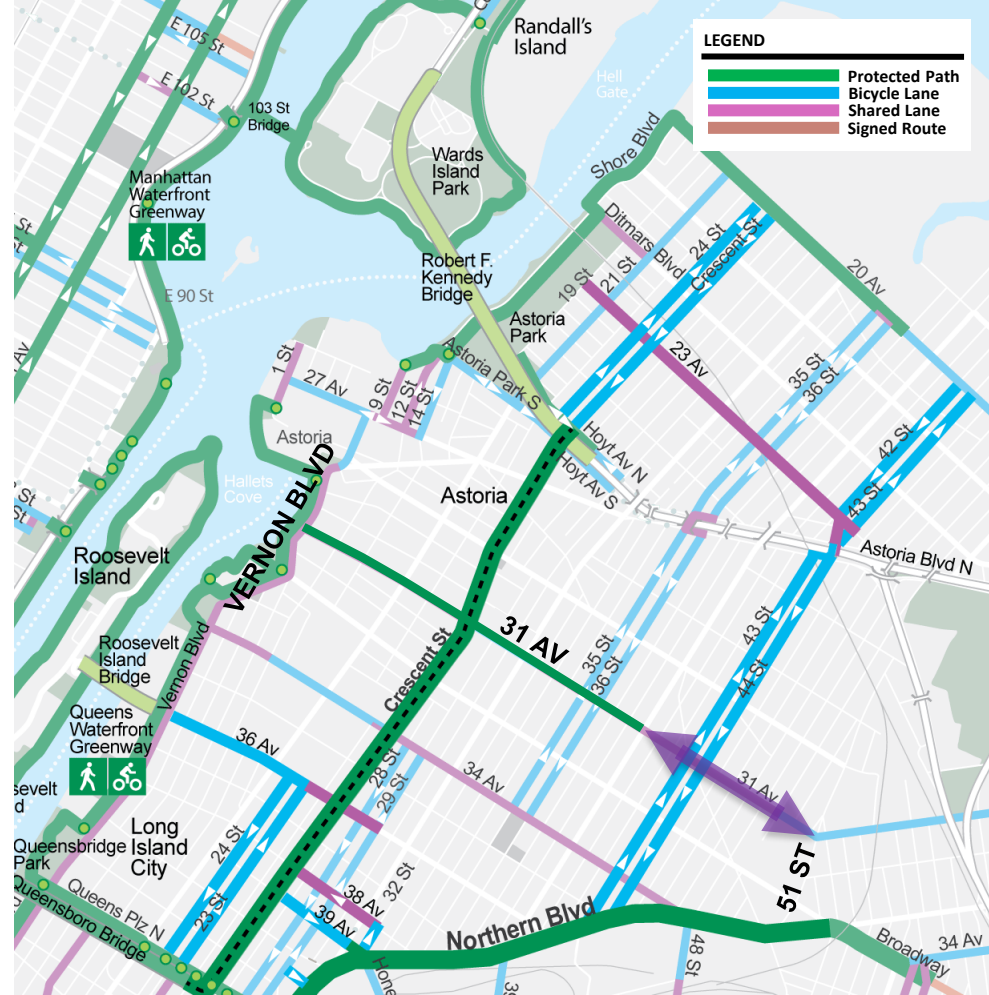 E 105 St
E 102 St
103 St
Bridge
Randall's
Island
Hell
Gate
LEGEND
Protected Path
Bicycle Lane
Shared Lane
Signed Route
Wards
Island
Park
Shore Blvd
Manhattan
Waterfront
Greenway
St
Robert F.
Kennedy
Bridge
E 90 St
Av
Ditmars Blvd
19 St
21 St
24 St
Crescent St
20 Av
Astoria
Park
Astoria Park S
23 Av
35 St
36 St
1 St
27 Av
9 St
12 St
14 St
Astoria
Hallets
Cove
VERNON BLVD
Astoria
Hoyt Av N
Hoyt Av S
42 St
43 St
Astoria Blvd N
St
St
Roosevelt
Island
31 AV
Crescent St
35 St
36 St
43 St
44 St
Roosevelt
Island
Bridge
Vernon Blvd
Queens
Waterfront
Greenway
36 Av
28 St
29 St
34 Av
31 Av
51 ST
sevelt
d
Long
Island
City
Queensbridge
Park
24 St
23 St
32 St
38 Av
39 Av
Queens Plz N
Queensboro Bridge
Northern Blvd
48 St
Broadway
34 Av
Hone